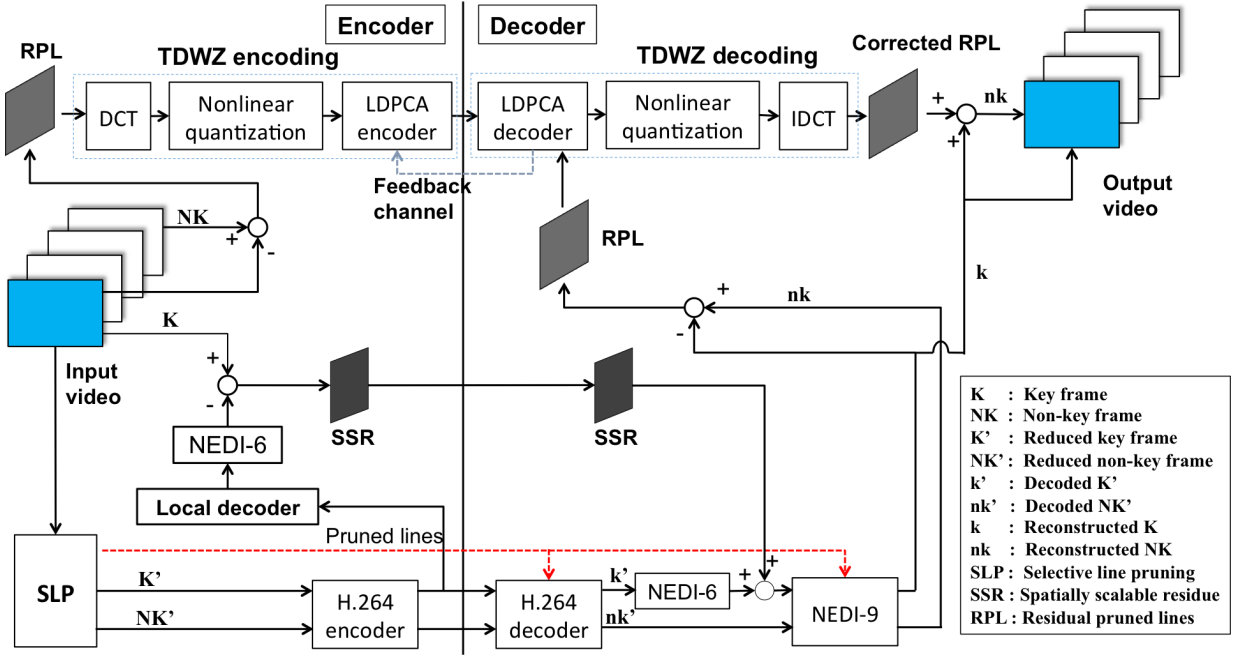 Encoder
Decoder
RPL
TDWZ encoding
TDWZ decoding
Corrected RPL
DCT
Nonlinear
quantization
LDPCA
encoder
LDPCA
decoder
Nonlinear
quantization
IDCT
+
+
nk
Feedback
channel
Output
video
NK
+
-
RPL
k
K
+
-
nk
+
-
Input
video
SSR
SSR
NEDI-6
Local decoder
Pruned lines
SLP
K'
NK'
H.264
encoder
H.264
decoder
k'
nk'
NEDI-6
+
+
NEDI-9
K : Key frame
NK : Non-key frame
K' : Reduced key frame
NK' : Reduced non-key frame
k' : Decoded K'
nk' : Decoded NK'
k : Reconstructed K
nk : Reconstructed NK
SLP : Selective line pruning
SSR : Spatially scalable residue
RPL : Residual pruned lines